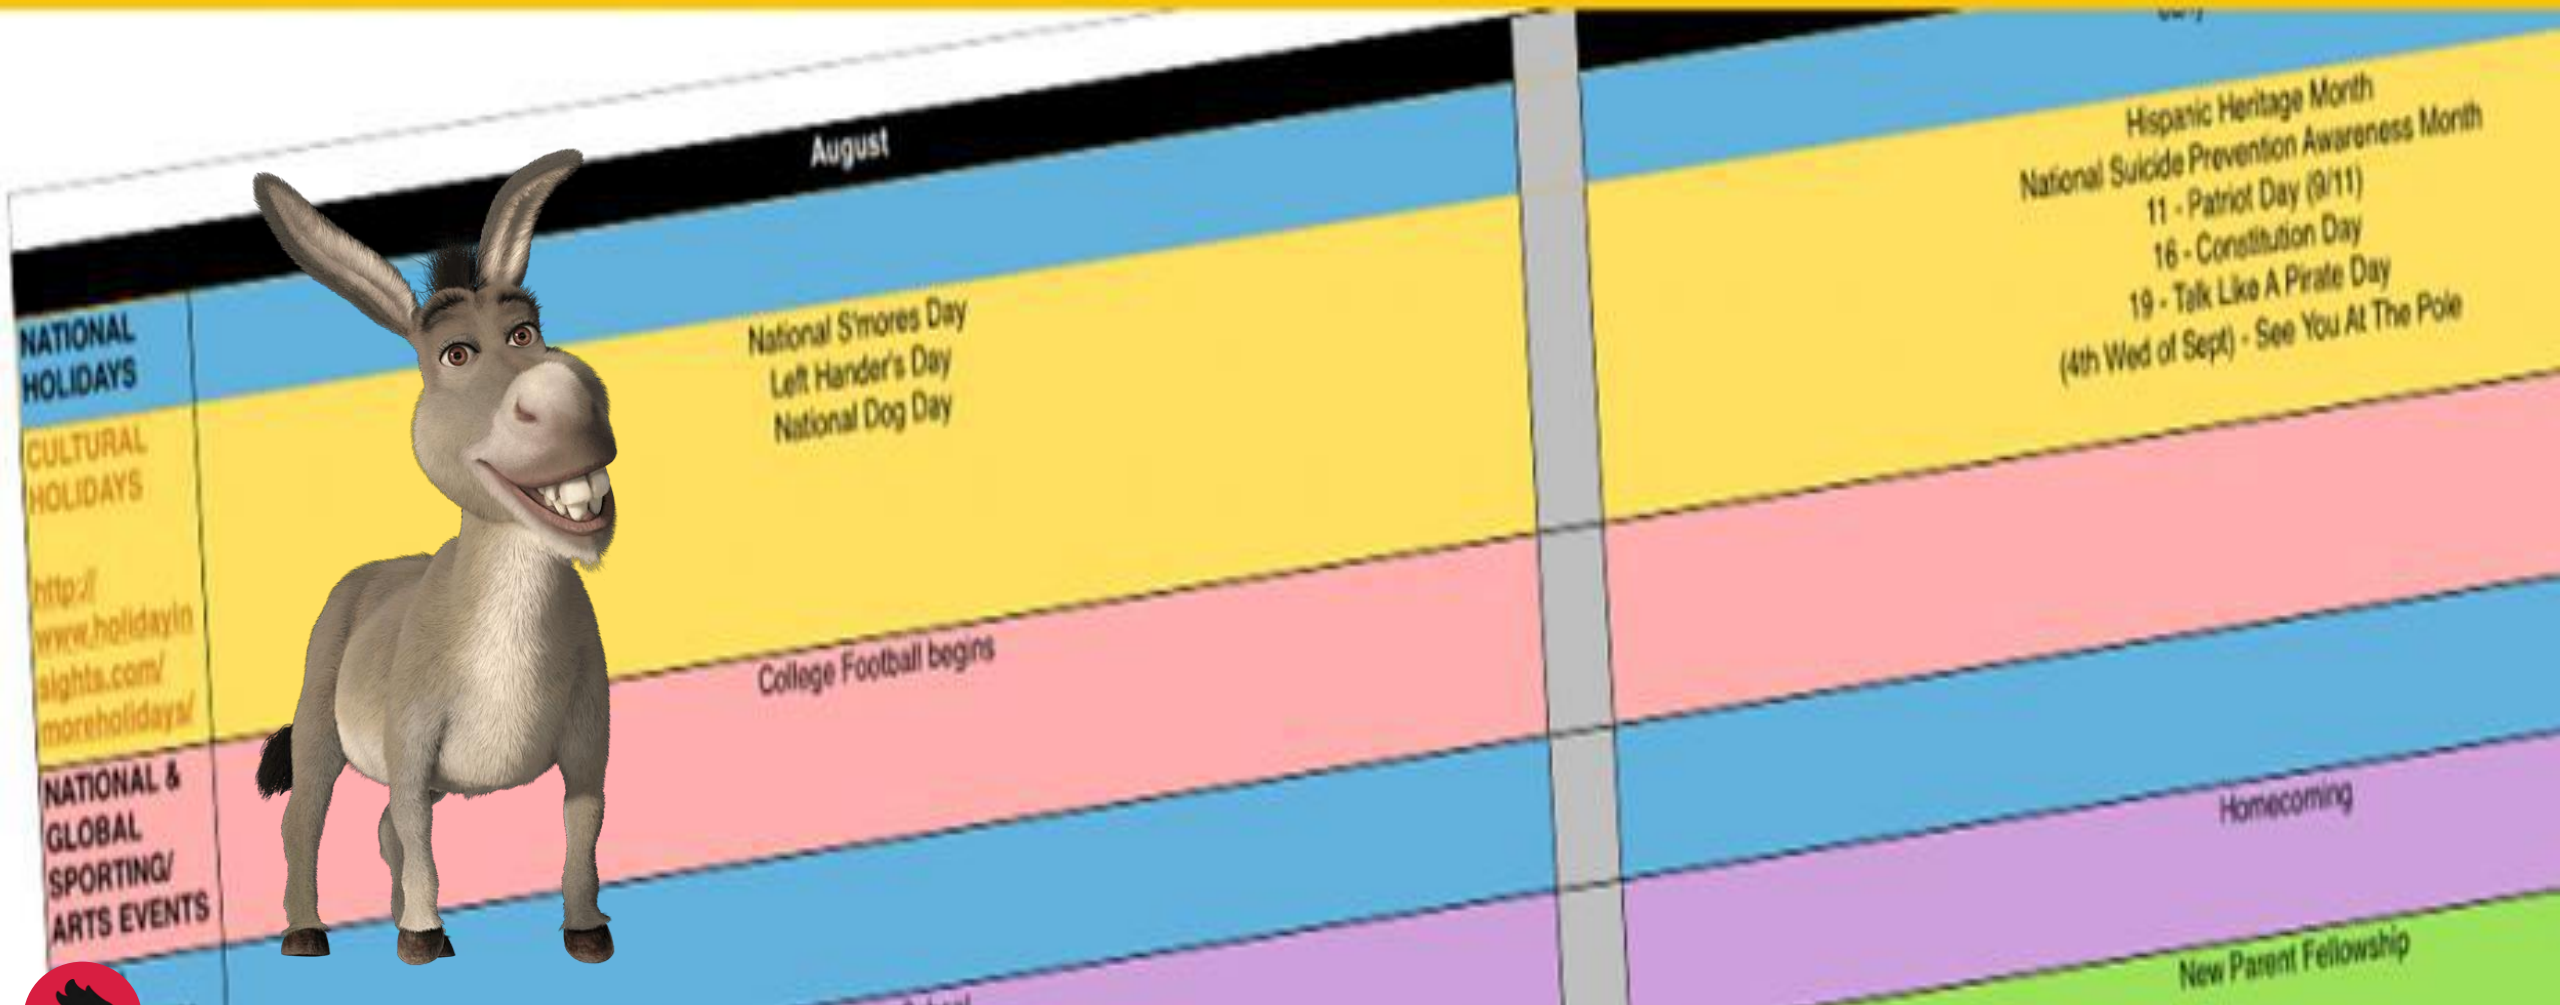 August
NATIONAL
HOLIDAYS
CULTURAL
HOLIDAYS
http://
www.holidayin
sights.com/
moreholidays/
National S'mores Day
Left Hander's Day
National Dog Day
Hispanic Heritage Month
National Suicide Prevention Awareness Month
11 - Patriot Day (9/11)
16 - Constitution Day
19 - Talk Like A Pirate Day
(4th Wed of Sept) - See You At The Pole
NATIONAL &
GLOBAL
SPORTING/
ARTS EVENTS
College Football begins
Homecoming
New Parent Fellowship